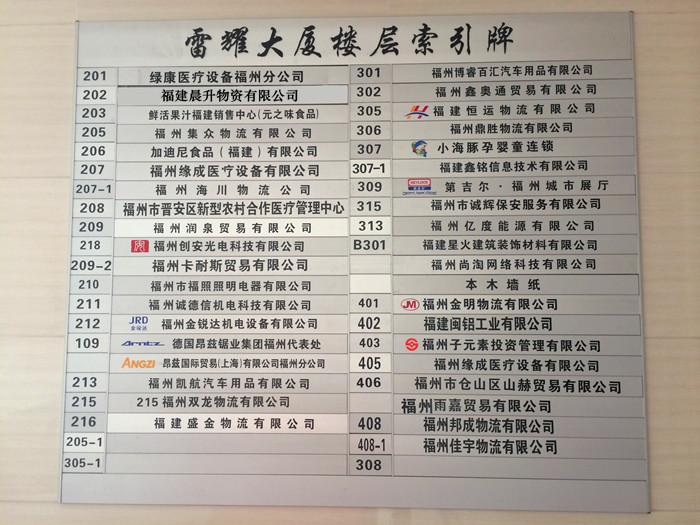 雷耀大厦楼层索引牌
201 绿康医疗设备福州分公司
202 福建晨升物资有限公司
203 鲜活果汁福建销售中心(元之味食品)
205 福州集众物流有限公司
206 加迪尼食品（福建）有限公司
207 福州缘成医疗设备有限公司
207-1 福州海川物流公司
208 福州市晋安区新型农村合作医疗管理中心
209 福州润泉贸易有限公司
218 福州创安光电科技有限公司
209-2 福州卡耐斯贸易有限公司
210 福州市福照照明电器有限公司
211 福州诚德信机电科技有限公司
212 JRD 金锐达 福州金锐达机电设备有限公司
109 Arntz 德国昂兹锯业集团福州代表处
ANGZI 昂兹国际贸易(上海)有限公司福州分公司
213 福州凯航汽车用品有限公司
215 215福州双龙物流有限公司
216 福建盛金物流有限公司
205-1
305-1
301 福州博睿百汇汽车用品有限公司
302 福州鑫奥通贸易有限公司
305 福建恒运物流有限公司
306 福州鼎胜物流有限公司
307 小海豚孕婴童连锁
307-1 福建鑫铭信息技术有限公司
309 第吉尔·福州城市展厅
315 福州市诚辉保安服务有限公司
313 福州亿度能源有限公司
B301 福建星火建筑装饰材料有限公司
福州尚淘网络科技有限公司
本木墙纸
401 JM 福州金明物流有限公司
402 福建闽铝工业有限公司
403 福州子元素投资管理有限公司
405 福州缘成医疗设备有限公司
406 福州市仓山区山赫贸易有限公司
福州雨嘉贸易有限公司
408 福州邦成物流有限公司
408-1 福州佳宇物流有限公司
308